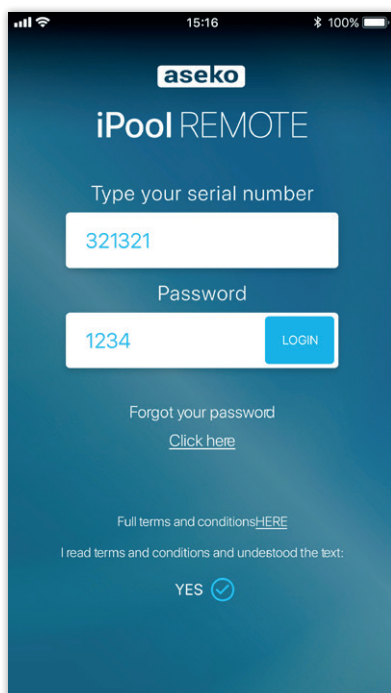 15:16 100%
aseko
iPool REMOTE
Type your serial number
321321
Password
1234 LOGIN
Forgot your password
Click here
Full terms and conditionsHERE
I read terms and conditions and understood the text:
YES